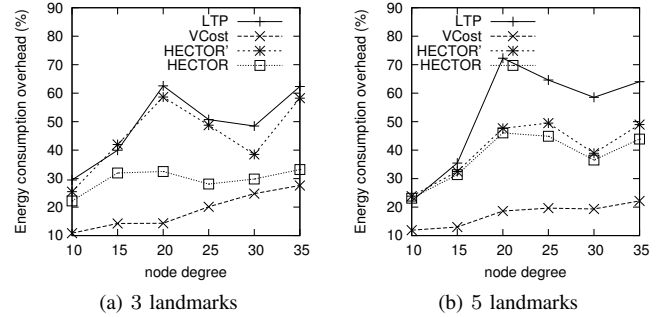 Energy consumption overhead (%)
90
80
70
60
50
40
30
20
10
LTP
VCost
HECTOR'
HECTOR
10 15 20 25 30 35
node degree
(a) 3 landmarks
Energy consumption overhead (%)
90
80
70
60
50
40
30
20
10
LTP
VCost
HECTOR'
HECTOR
10 15 20 25 30 35
node degree
(b) 5 landmarks